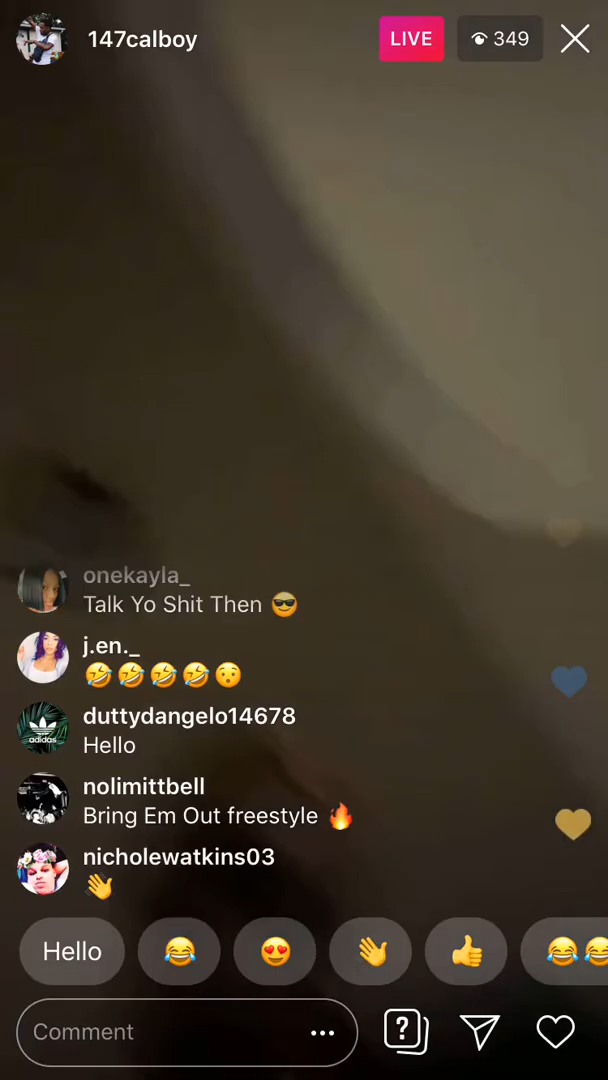 147calboy
LIVE
349
onekayla_
Talk Yo Shit Then 😎
j.en._
🤣🤣🤣🤣😯
duttydangelo14678
adidas
Hello
nolimittbell
Bring Em Out freestyle 🔥
nicholewatkins03
👋
Hello 😂 😍 👋 👍 😂😂
Comment
?